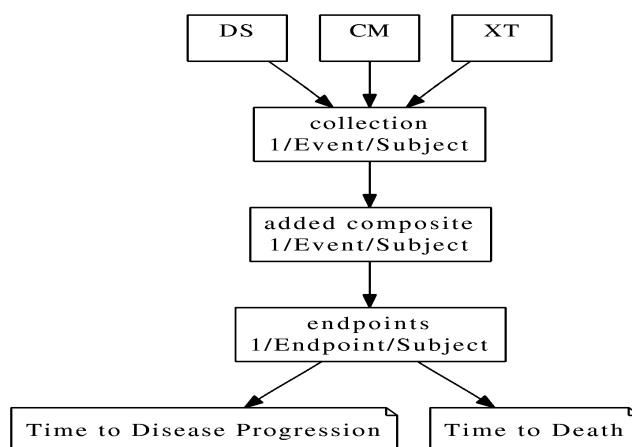 DS
CM
XT
collection
1/Event/Subject
added composite
1/Event/Subject
endpoints
1/Endpoint/Subject
Time to Disease Progression
Time to Death